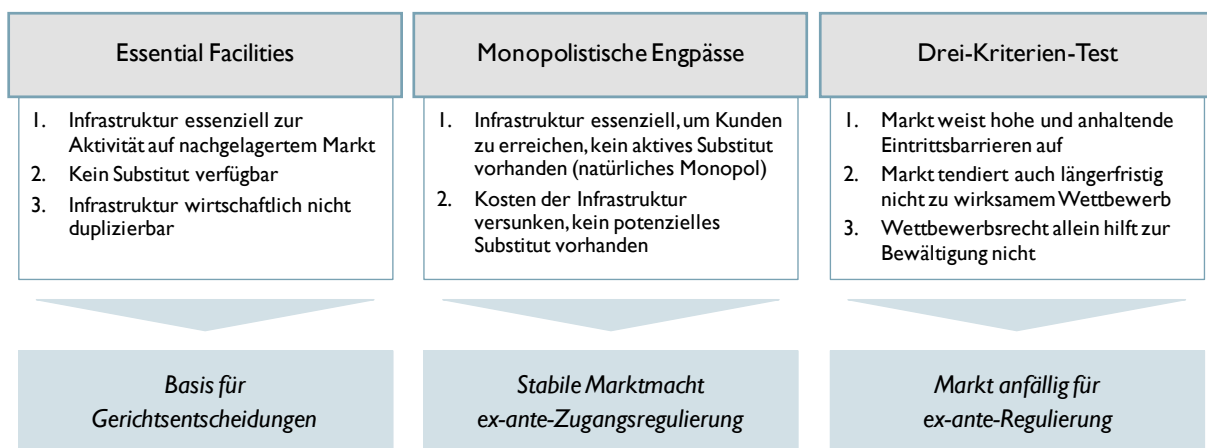 Essential Facilities
1. Infrastruktur essenziell zur
Aktivität auf nachgelagertem Markt
2. Kein Substitut verfügbar
3. Infrastruktur wirtschaftlich nicht
duplizierbar
Basis für
Gerichtsentscheidungen
Monopolistische Engpässe
1. Infrastruktur essenziell, um Kunden
zu erreichen, kein aktives Substitut
vorhanden (natürliches Monopol)
2. Kosten der Infrastruktur
versunken, kein potenzielles
Substitut vorhanden
Stabile Marktmacht
ex-ante-Zugangsregulierung
Drei-Kriterien-Test
1. Markt weist hohe und anhaltende
Eintrittsbarrieren auf
2. Markt tendiert auch längerfristig
nicht zu wirksamem Wettbewerb
3. Wettbewerbsrecht allein hilft zur
Bewältigung nicht
Markt anfällig für
ex-ante-Regulierung